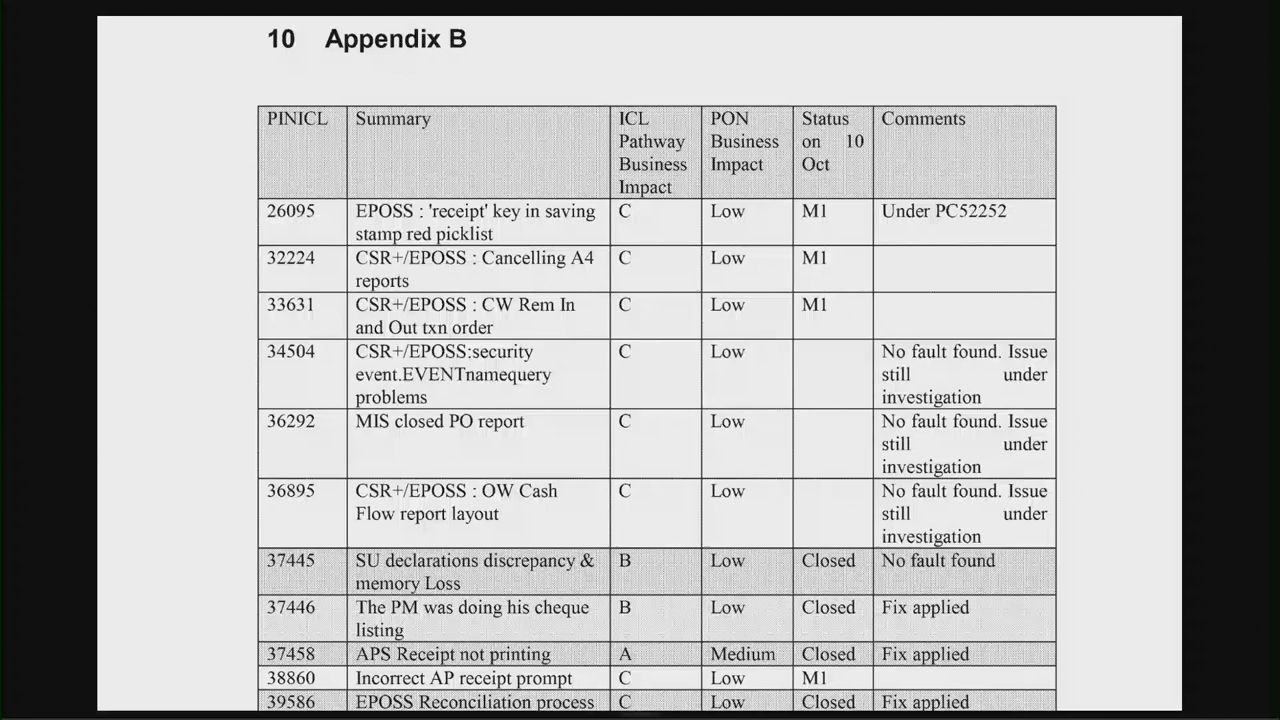 10 Appendix B
PINICL Summary ICL PON Status Comments
Pathway Business on 10
Business Impact Oct
Impact
26095 EPOSS : 'receipt' key in saving C Low M1 Under PC52252
stamp red picklist
32224 CSR+/EPOSS : Cancelling A4 C Low M1
reports
33631 CSR+/EPOSS : CW Rem In C Low M1
and Out txn order
34504 CSR+/EPOSS:security C Low No fault found. Issue
event.EVENTnamequery still under
problems investigation
36292 MIS closed PO report C Low No fault found. Issue
still under
investigation
36895 CSR+/EPOSS : OW Cash C Low No fault found. Issue
Flow report layout still under
investigation
37445 SU declarations discrepancy & B Low Closed No fault found
memory Loss
37446 The PM was doing his cheque B Low Closed Fix applied
listing
37458 APS Receipt not printing A Medium Closed Fix applied
38860 Incorrect AP receipt prompt C Low M1
39586 EPOSS Reconciliation process C Low Closed Fix applied